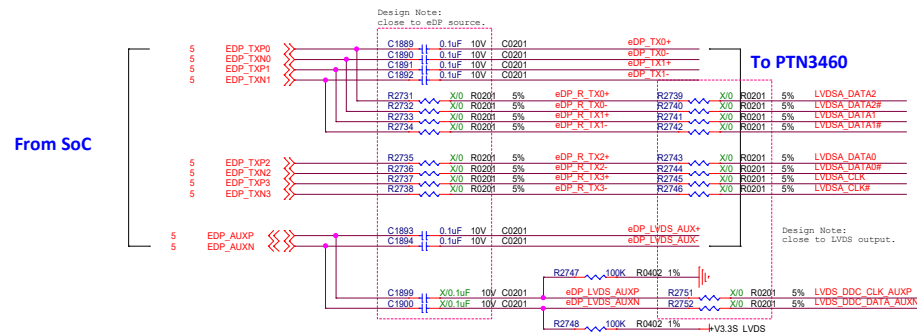 Design Note:
close to eDP source.
5 EDP_TXP0 C1889 0.1uF 10V C0201 eDP_TX0+
5 EDP_TXN0 C1890 0.1uF 10V C0201 eDP_TX0-
5 EDP_TXP1 C1891 0.1uF 10V C0201 eDP_TX1+
5 EDP_TXN1 C1892 0.1uF 10V C0201 eDP_TX1-
To PTN3460
R2731 X/0 R0201 5% eDP_R_TX0+ R2739 X/0 R0201 5% LVDSA_DATA2
R2732 X/0 R0201 5% eDP_R_TX0- R2740 X/0 R0201 5% LVDSA_DATA2#
R2733 X/0 R0201 5% eDP_R_TX1+ R2741 X/0 R0201 5% LVDSA_DATA1
R2734 X/0 R0201 5% eDP_R_TX1- R2742 X/0 R0201 5% LVDSA_DATA1#
From SoC
5 EDP_TXP2 R2735 X/0 R0201 5% eDP_R_TX2+ R2743 X/0 R0201 5% LVDSA_DATA0
5 EDP_TXN2 R2736 X/0 R0201 5% eDP_R_TX2- R2744 X/0 R0201 5% LVDSA_DATA0#
5 EDP_TXP3 R2737 X/0 R0201 5% eDP_R_TX3+ R2745 X/0 R0201 5% LVDSA_CLK
5 EDP_TXN3 R2738 X/0 R0201 5% eDP_R_TX3- R2746 X/0 R0201 5% LVDSA_CLK#
5 EDP_AUXP C1893 0.1uF 10V C0201 eDP_LVDS_AUX+
5 EDP_AUXN C1894 0.1uF 10V C0201 eDP_LVDS_AUX-
Design Note:
close to LVDS output.
R2747 100K R0402 1%
C1899 X/0.1uF 10V C0201 eDP_LVDS_AUXP R2751 X/0 R0201 5% LVDS_DDC_CLK_AUXP
C1900 X/0.1uF 10V C0201 eDP_LVDS_AUXN R2752 X/0 R0201 5% LVDS_DDC_DATA_AUXN
R2748 100K R0402 1% +V3.3S_LVDS